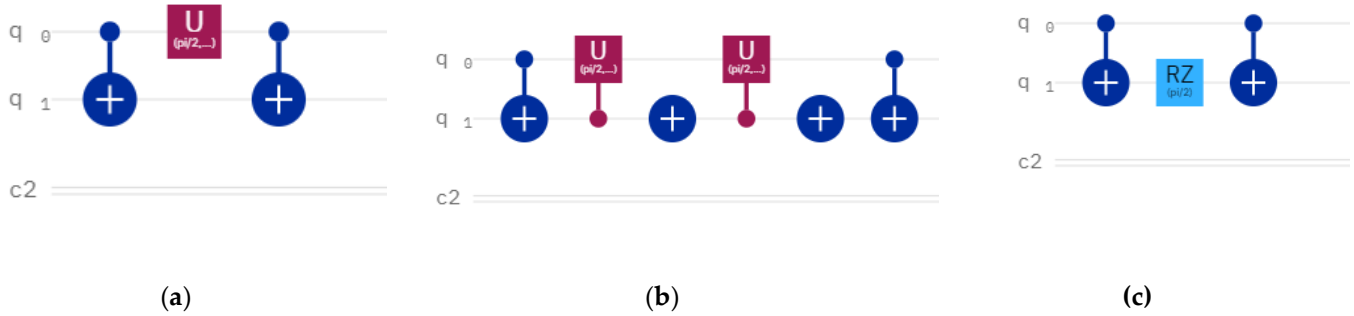 q 0
U
(pi/2,...)
q 1
c2
(a)
q 0
U
(pi/2,...)
U
(pi/2,...)
q 1
c2
(b)
q 0
q 1
RZ
(pi/2)
c2
(c)